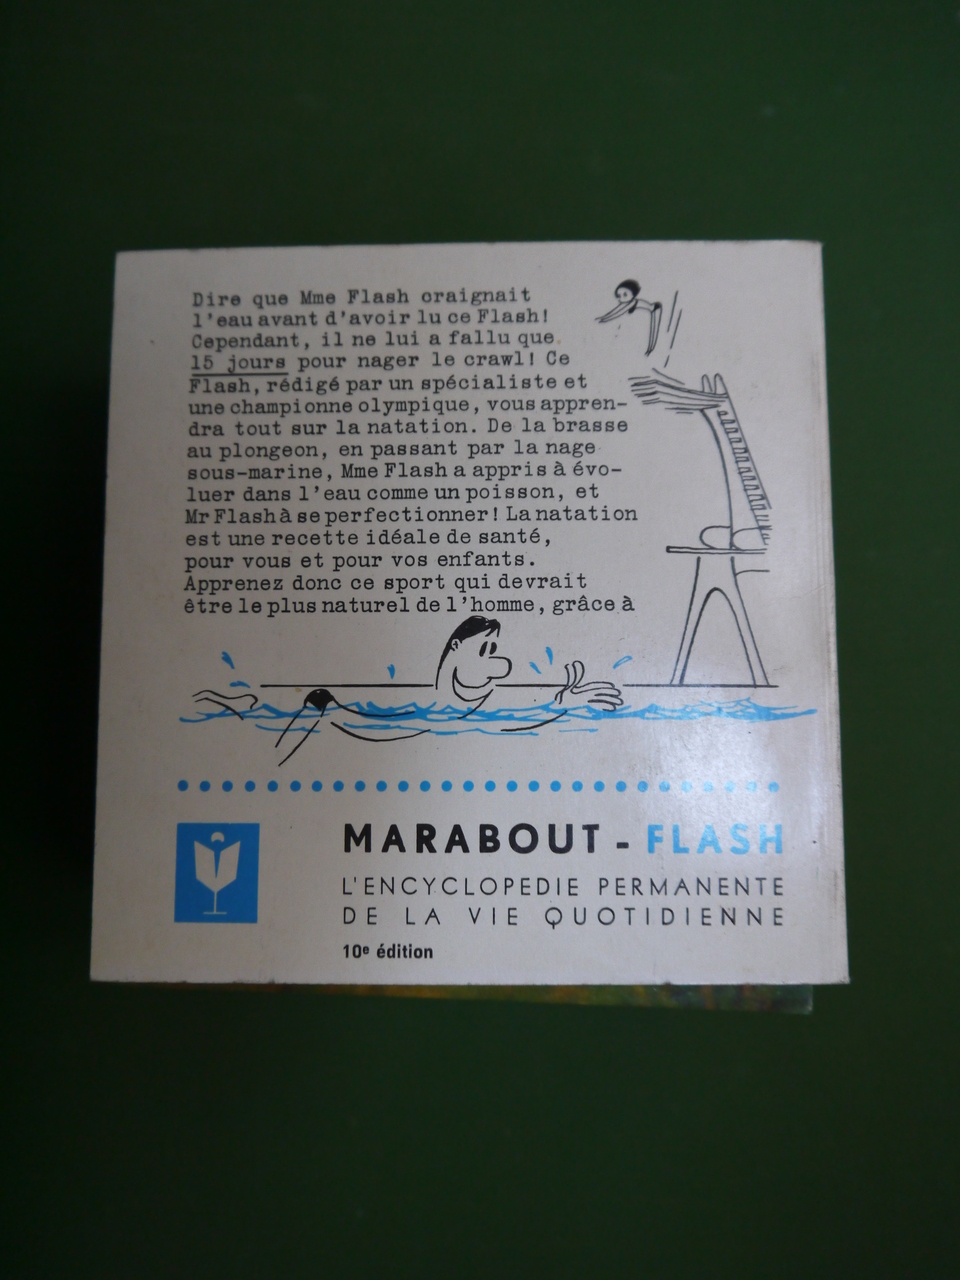 Dire que Mme Flash craignait
l'eau avant d'avoir lu ce Flash!
Cependant, il ne lui a fallu que
15 jours pour nager le crawl! Ce
Flash, rédigé par un spécialiste et
une championne olympique, vous appren-
dra tout sur la natation. De la brasse
au plongeon, en passant par la nage
sous-marine, Mme Flash a appris à évo-
luer dans l'eau comme un poisson, et
Mr Flash à se perfectionner! La natation
est une recette idéale de santé,
pour vous et pour vos enfants.
Apprenez donc ce sport qui devrait
être le plus naturel de l'homme, grâce à
MARABOUT - FLASH
L'ENCYCLOPEDIE PERMANENTE
DE LA VIE QUOTIDIENNE
10e édition